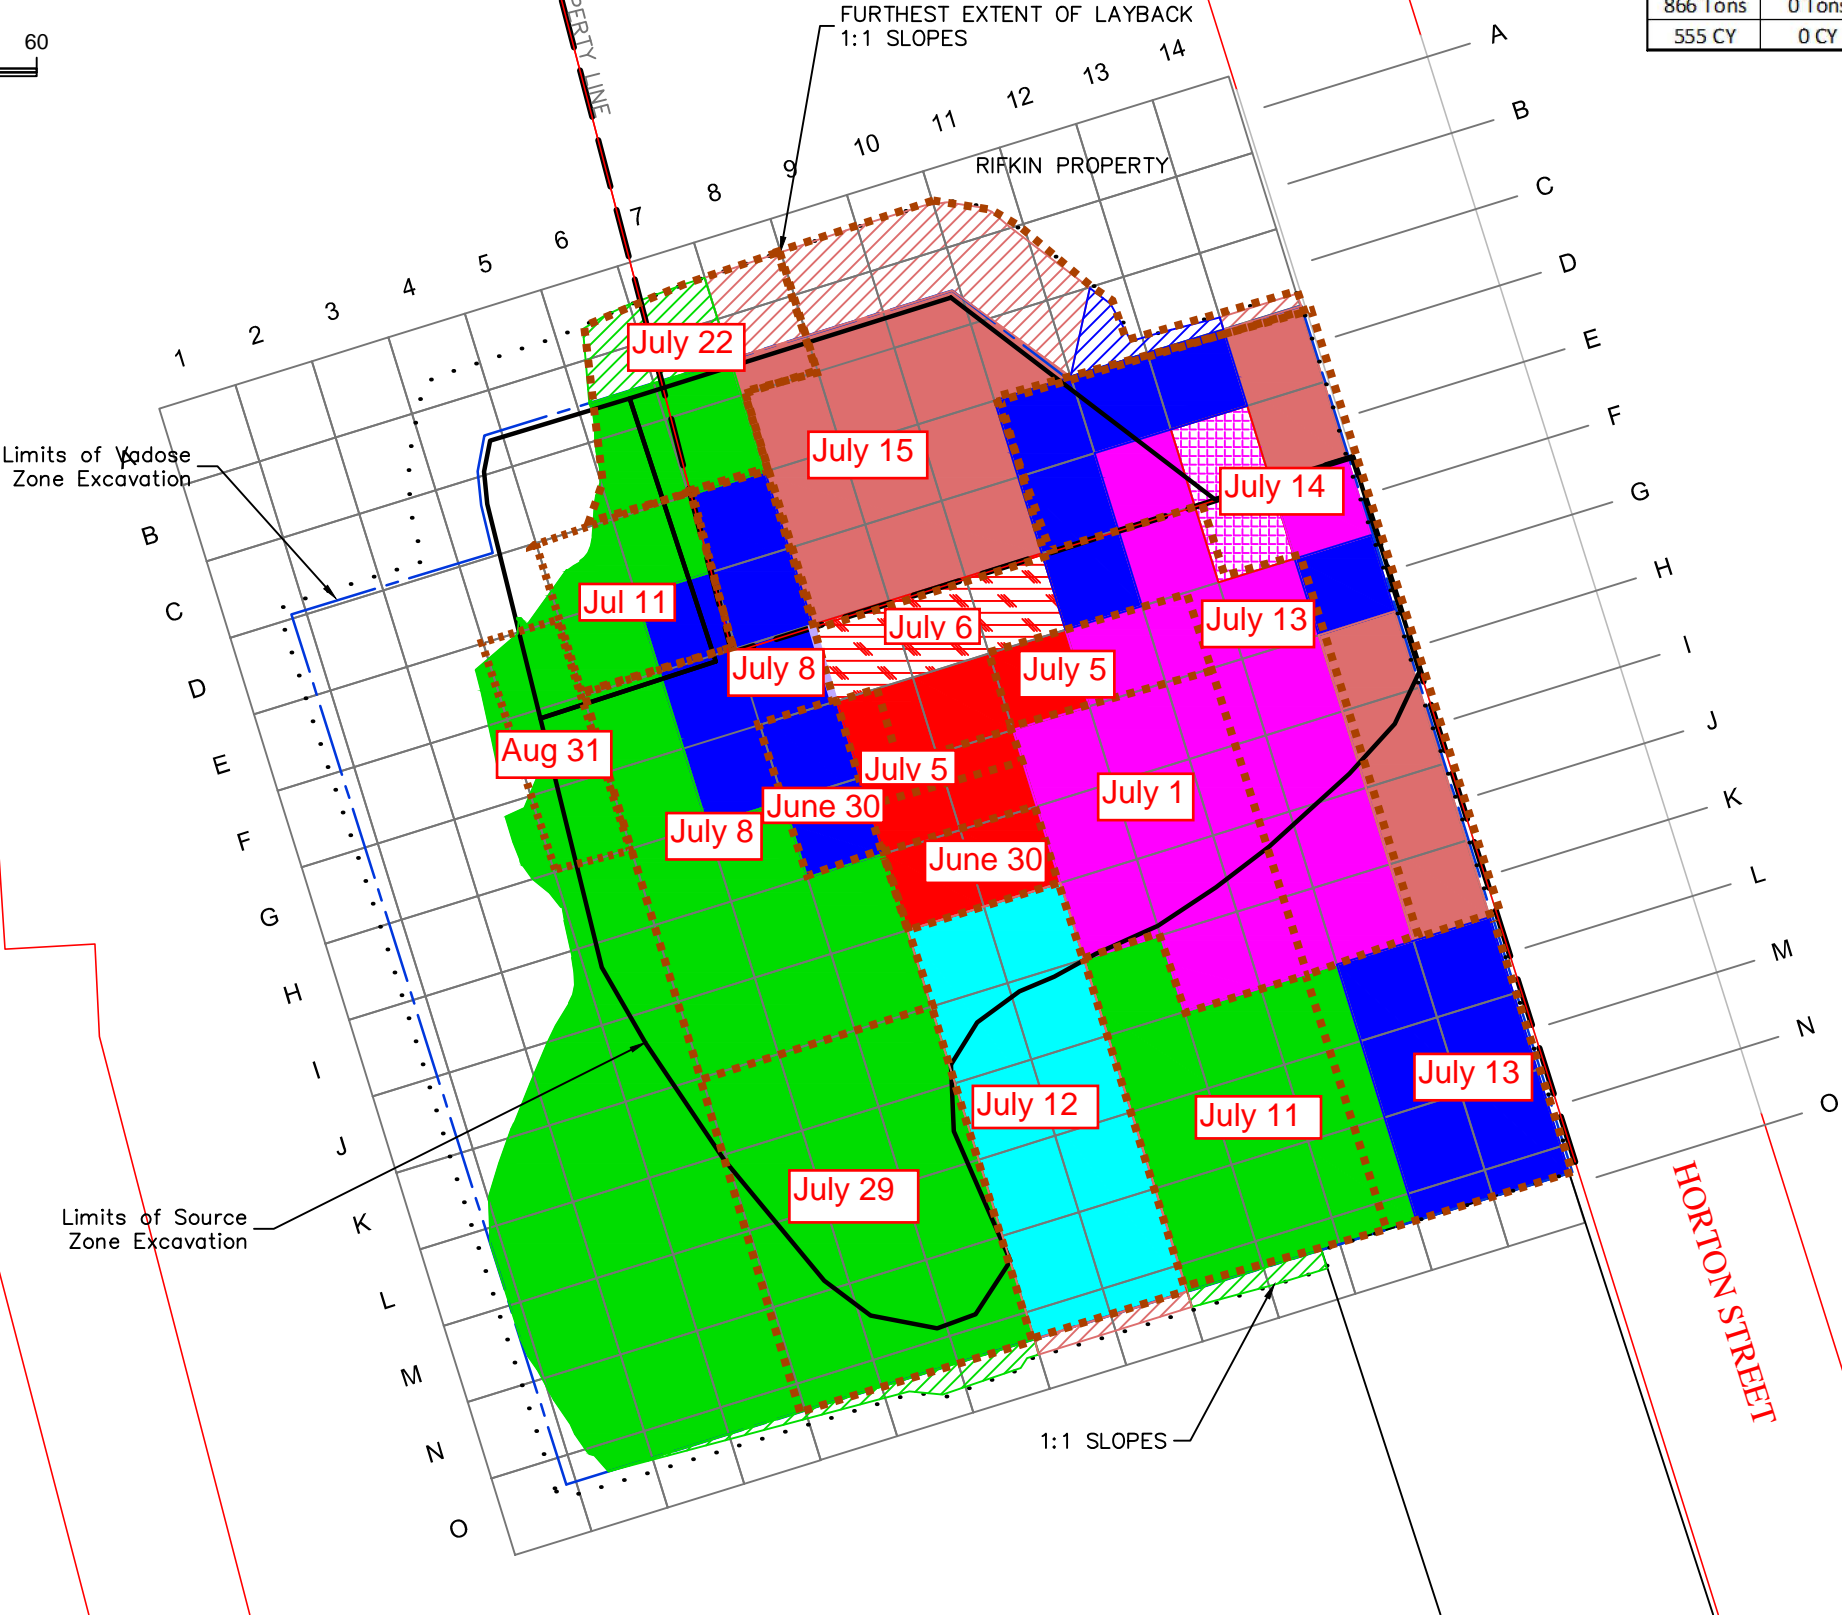 60
866 Tons
0 Tons
555 CY
0 CY
FURTHEST EXTENT OF LAYBACK
1:1 SLOPES
PERTY LINE
RIFKIN PROPERTY
1
2
3
4
5
6
7
8
9
10
11
12
13
14
A
B
C
D
E
F
G
H
I
J
K
L
M
N
O
Limits of Vadose
Zone Excavation
A
B
C
D
E
F
G
H
I
J
K
L
M
N
O
July 22
July 15
July 14
Jul 11
July 6
July 13
July 8
July 5
Aug 31
July 5
June 30
July 1
July 8
June 30
July 13
July 12
July 11
July 29
Limits of Source
Zone Excavation
1:1 SLOPES
HORTON STREET